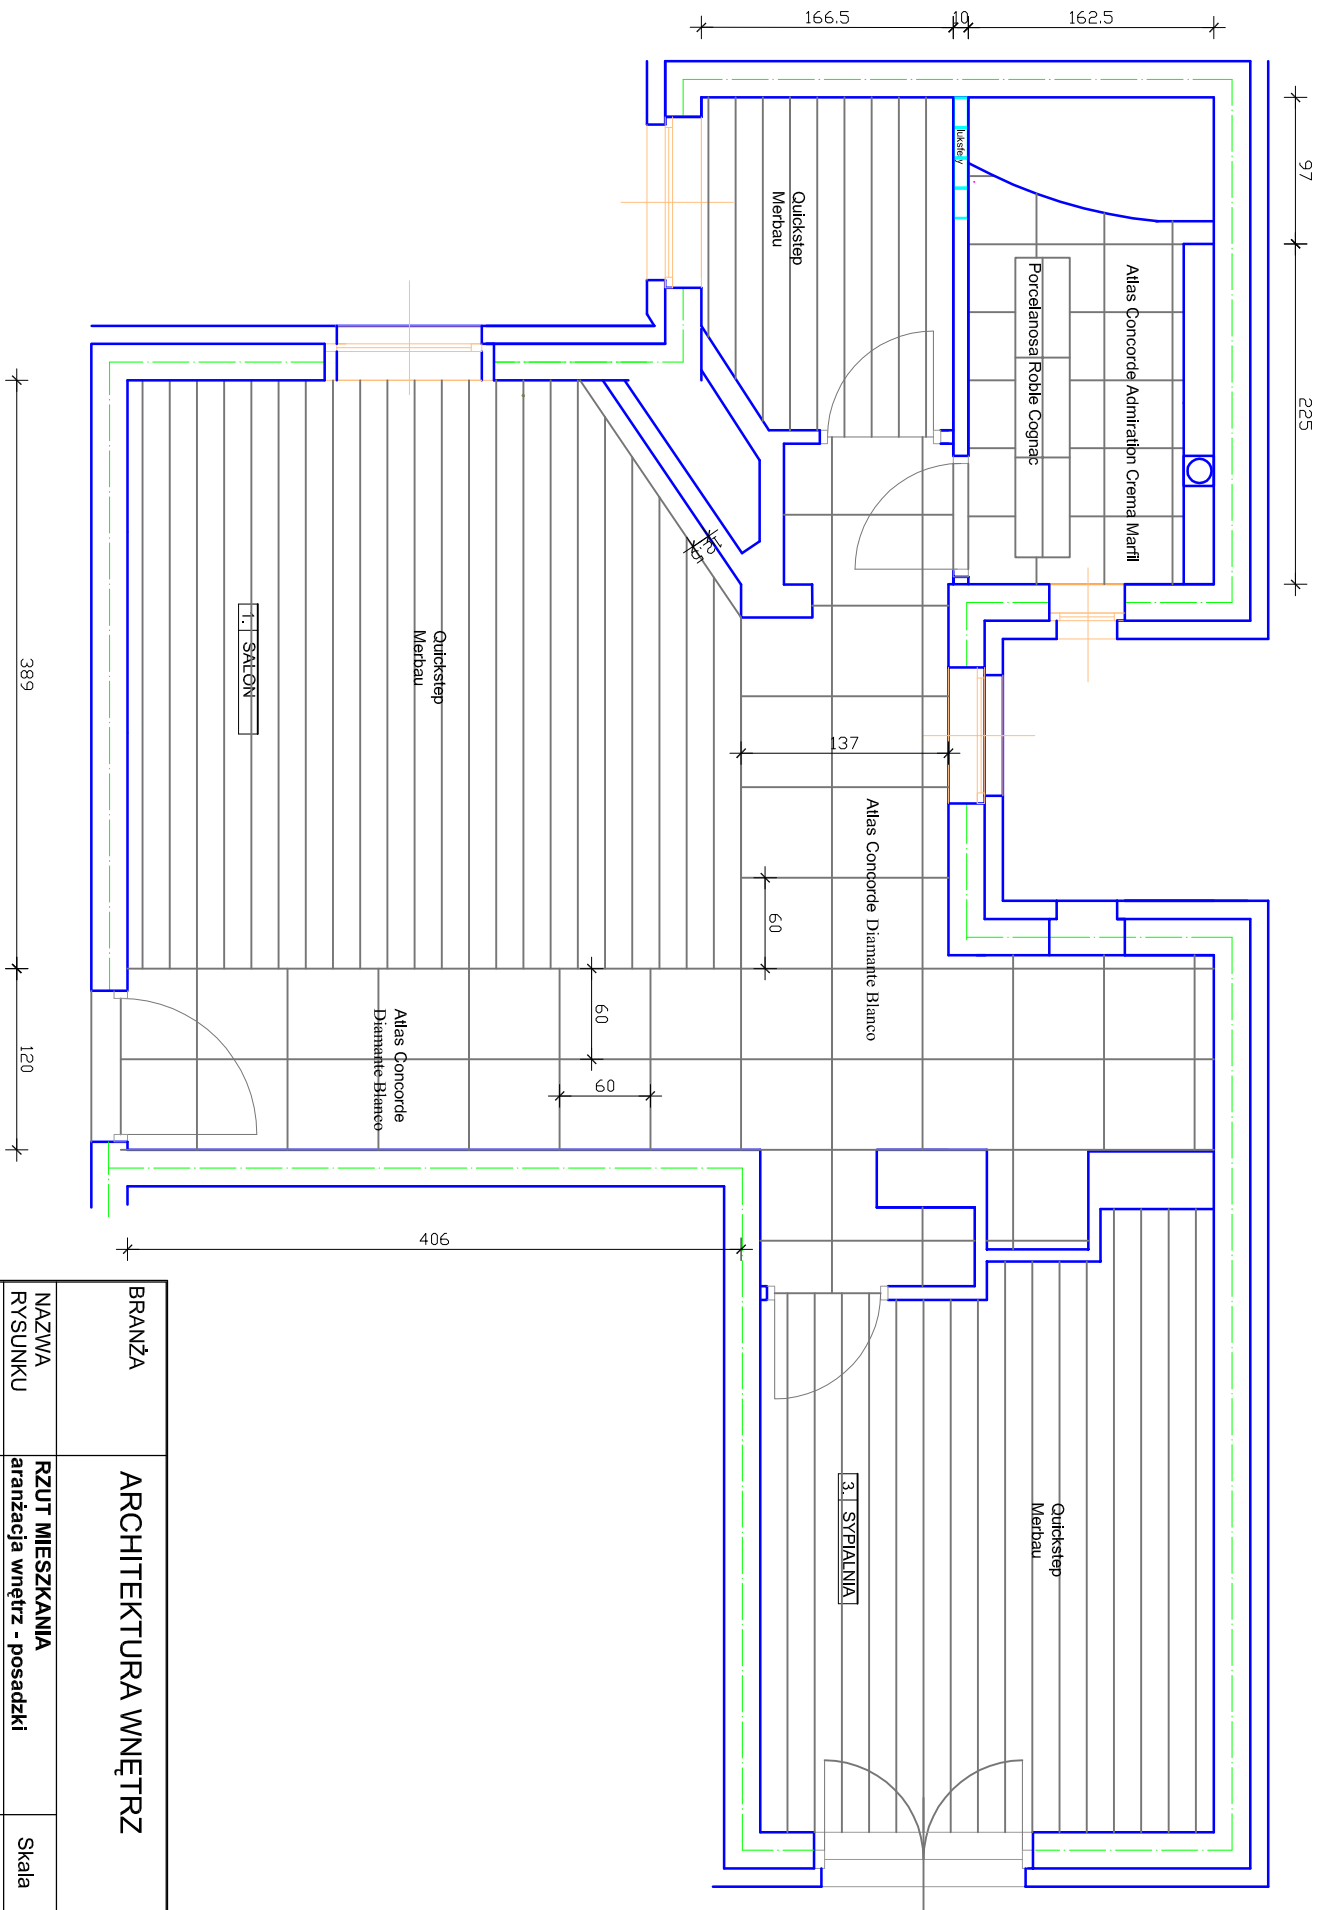 166.5
10
162.5
97
225
luksfery
Quickstep
Merbau
Atlas Concorde Admiration Crema Marfil
Porcelanosa Roble Cognac
1. SALON
Quickstep
Merbau
389
137
Atlas Concorde Diamante Blanco
60
60
60
Atlas Concorde
Diamante Blanco
120
406
3. SYPIALNIA
Quickstep
Merbau
BRANŻA
ARCHITEKTURA WNĘTRZ
NAZWA
RYSUNKU
RZUT MIESZKANIA
aranżacja wnętrz - posadzki
Skala